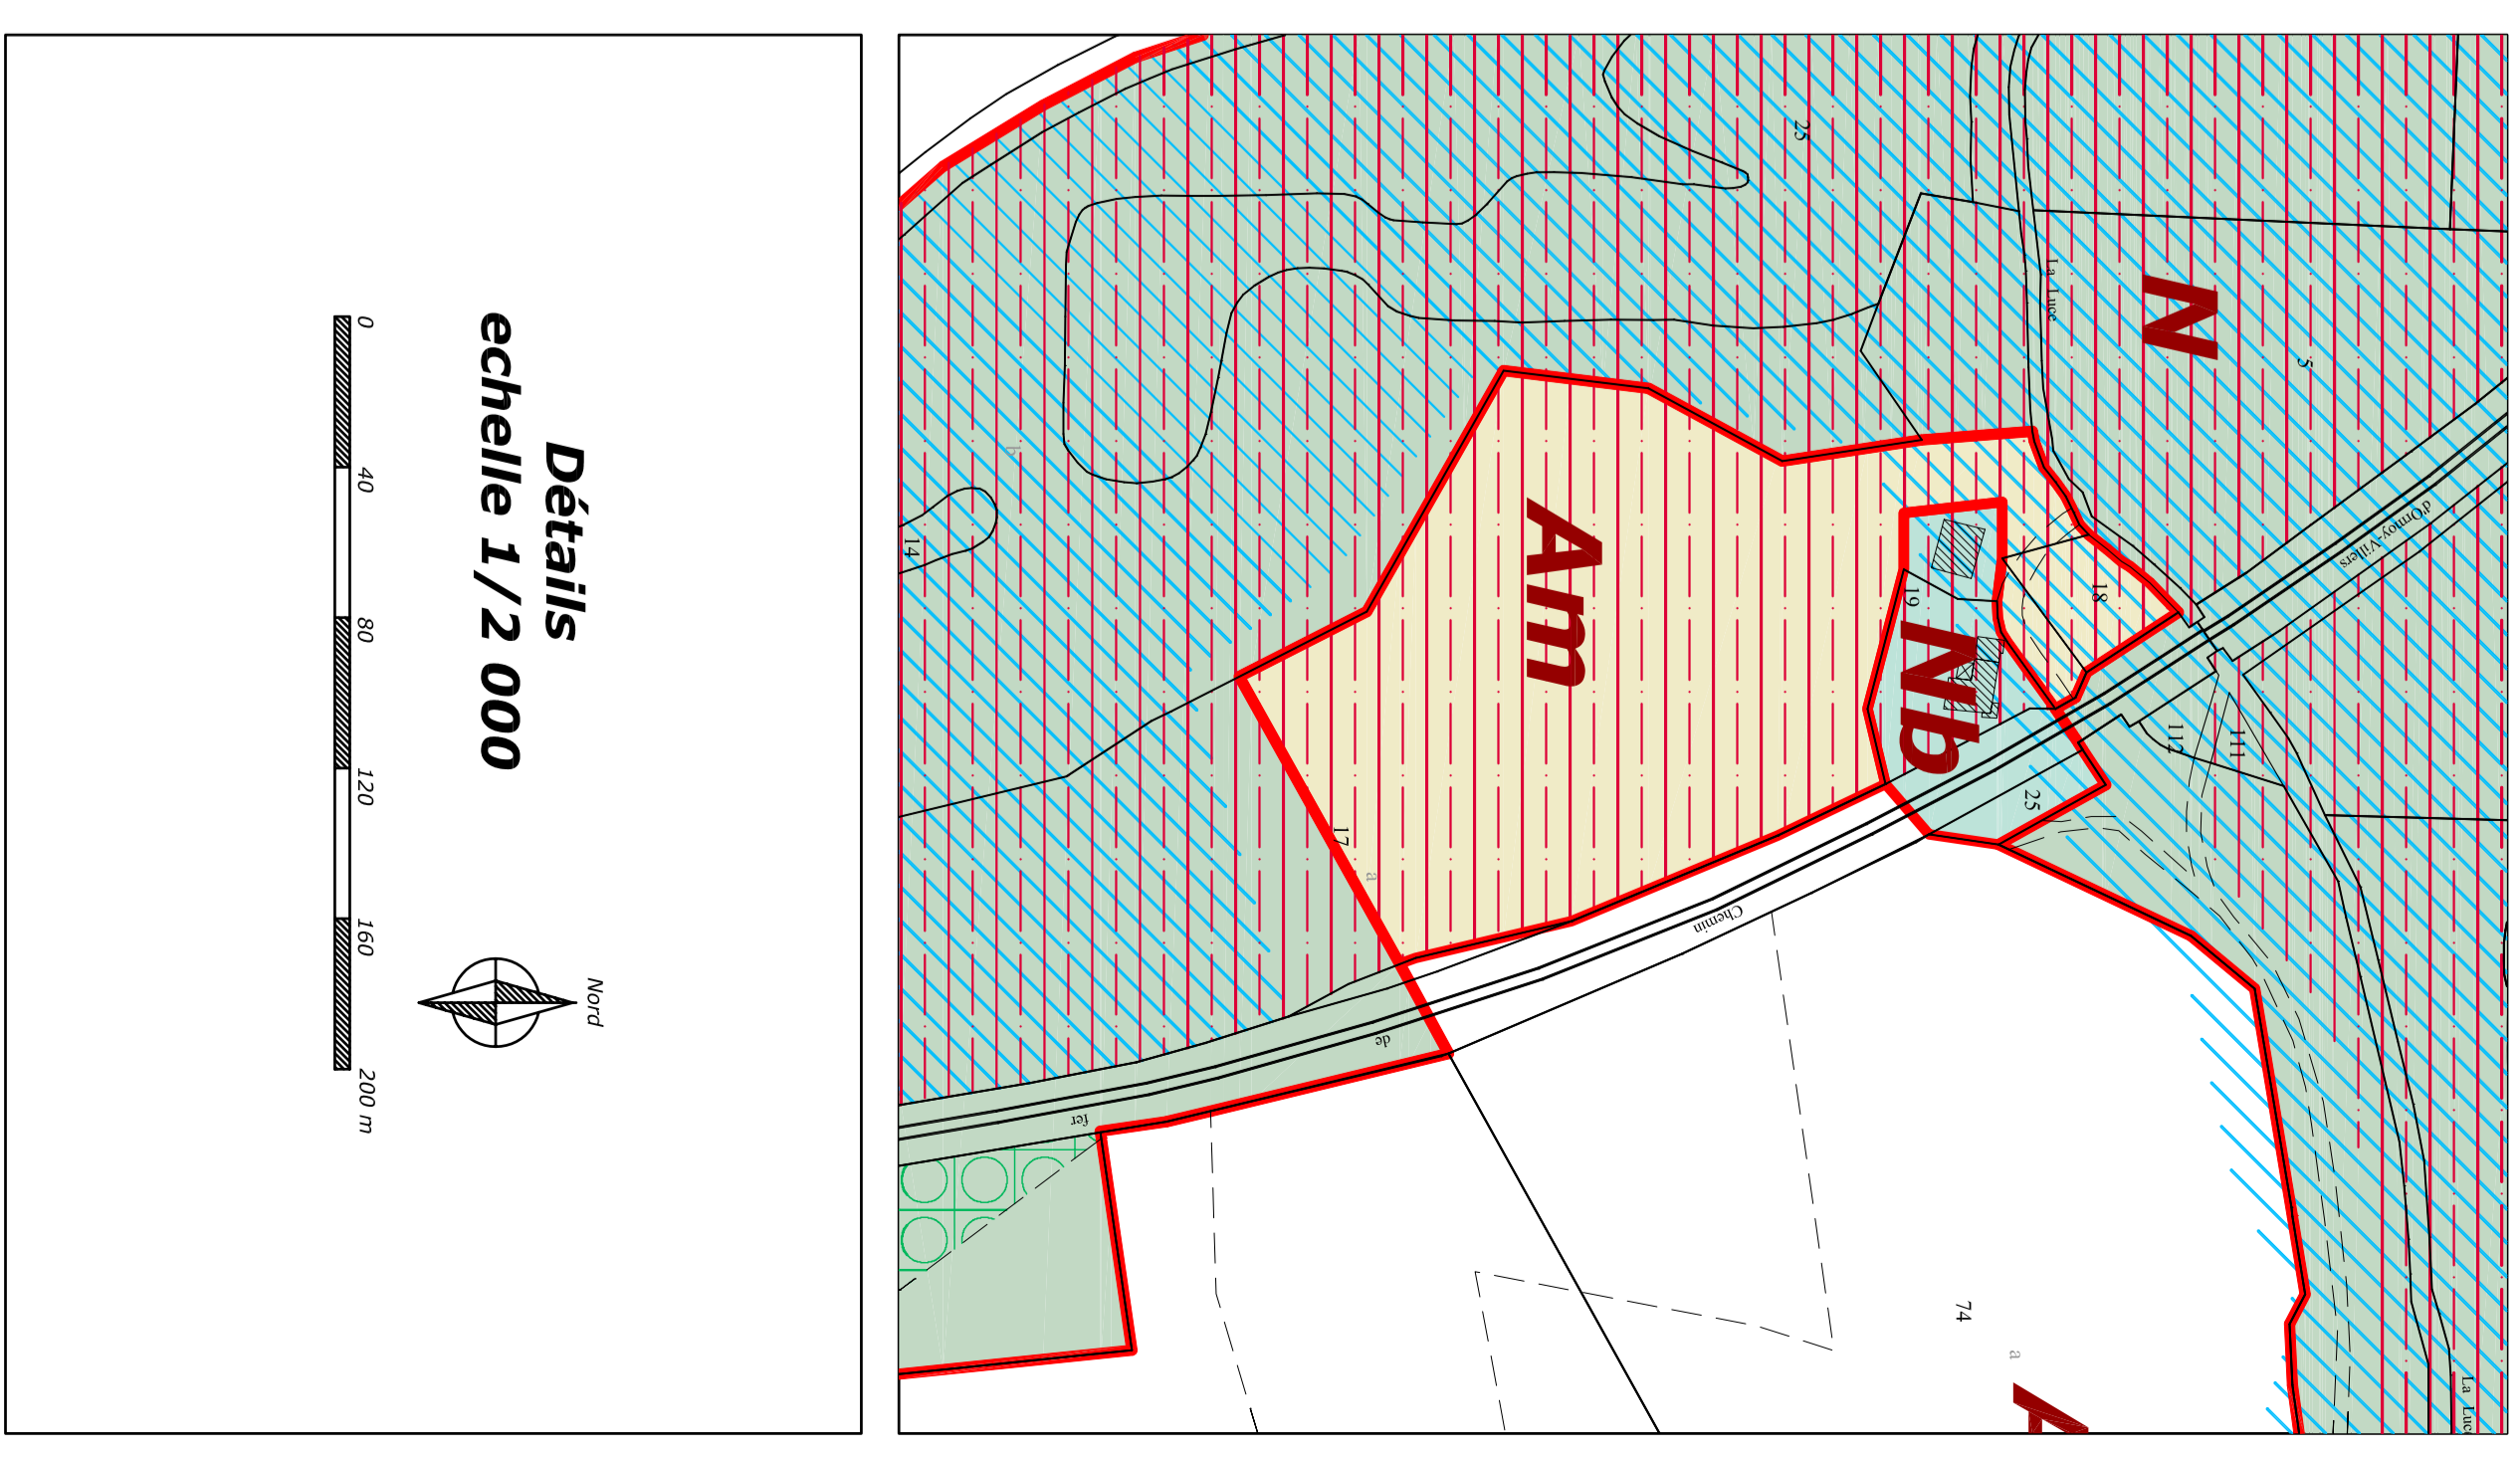 Détails
echelle 1/2 000
0
40
80
120
160
200 m
Nord
N
5
La Luce
25
d'Ormoy-Villers
18
19
Nb
Am
112
111
25
17
a
b
14
Chemin
de
fer
74
a
A
La Luce